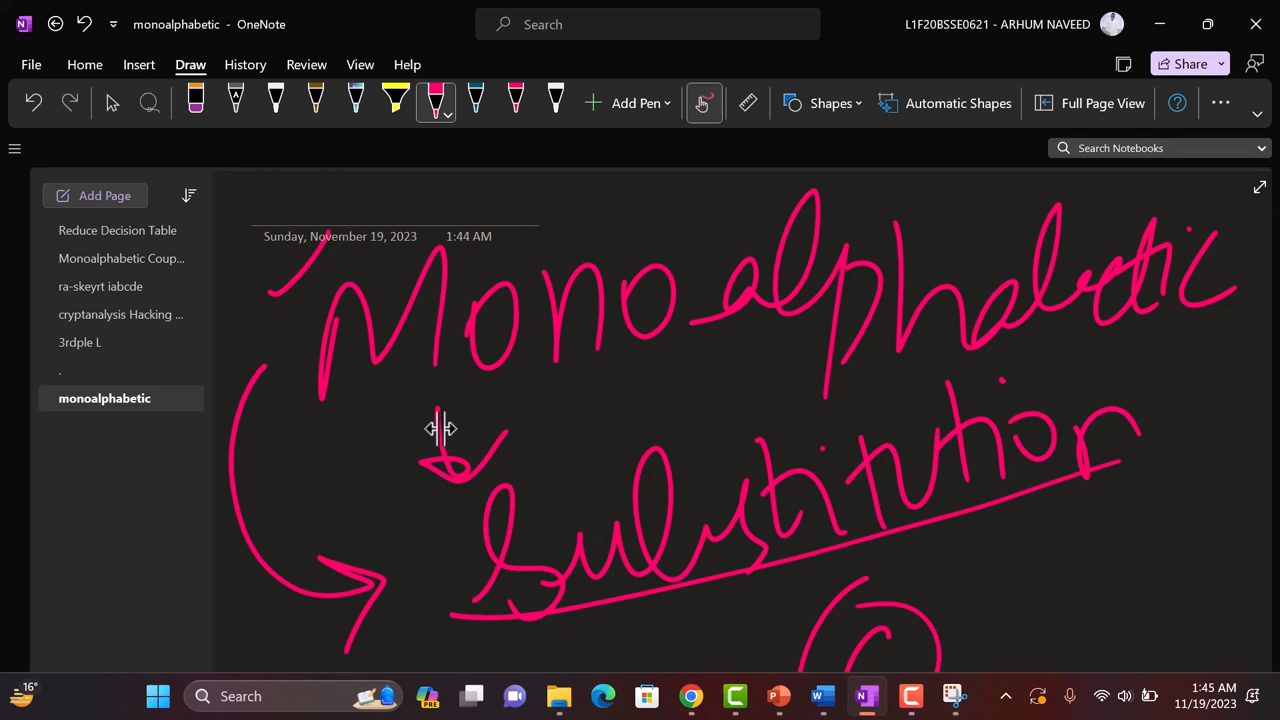 monoalphabetic - OneNote
Search
L1F20BSSE0621 - ARHUM NAVEED
File Home Insert Draw History Review View Help
Share
Add Pen
Shapes
Automatic Shapes
Full Page View
Search Notebooks
Add Page
Reduce Decision Table
Monoalphabetic Coup...
ra-skeyrt iabcde
cryptanalysis Hacking ...
3rdple L
.
monoalphabetic
Sunday, November 19, 2023 1:44 AM
Monoalphabetic
Substitution
16°
Search
PRE
1:45 AM
11/19/2023